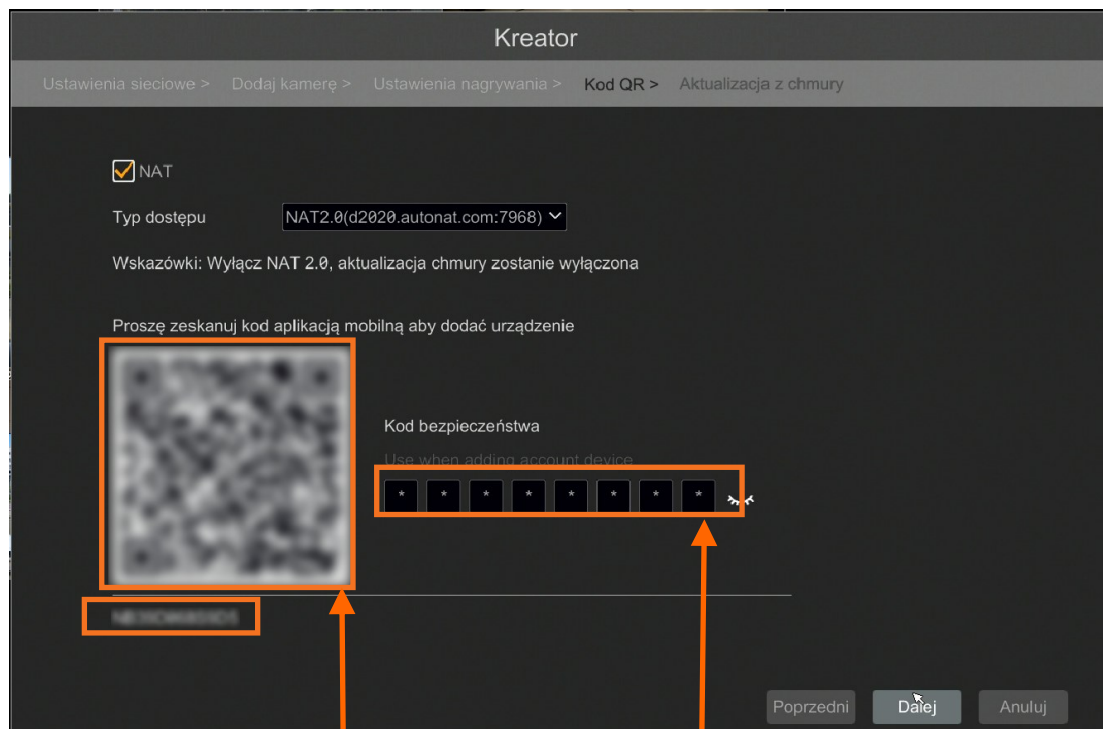 Kreator
Ustawienia sieciowe > Dodaj kamerę > Ustawienia nagrywania > Kod QR > Aktualizacja z chmury
NAT
Typ dostępu NAT2.0(d2020.autonat.com:7968)
Wskazówki: Wyłącz NAT 2.0, aktualizacja chmury zostanie wyłączona
Proszę zeskanuj kod aplikacją mobilną aby dodać urządzenie
Kod bezpieczeństwa
Use when adding account device
* * * * * * * *
Poprzedni Dalej Anuluj